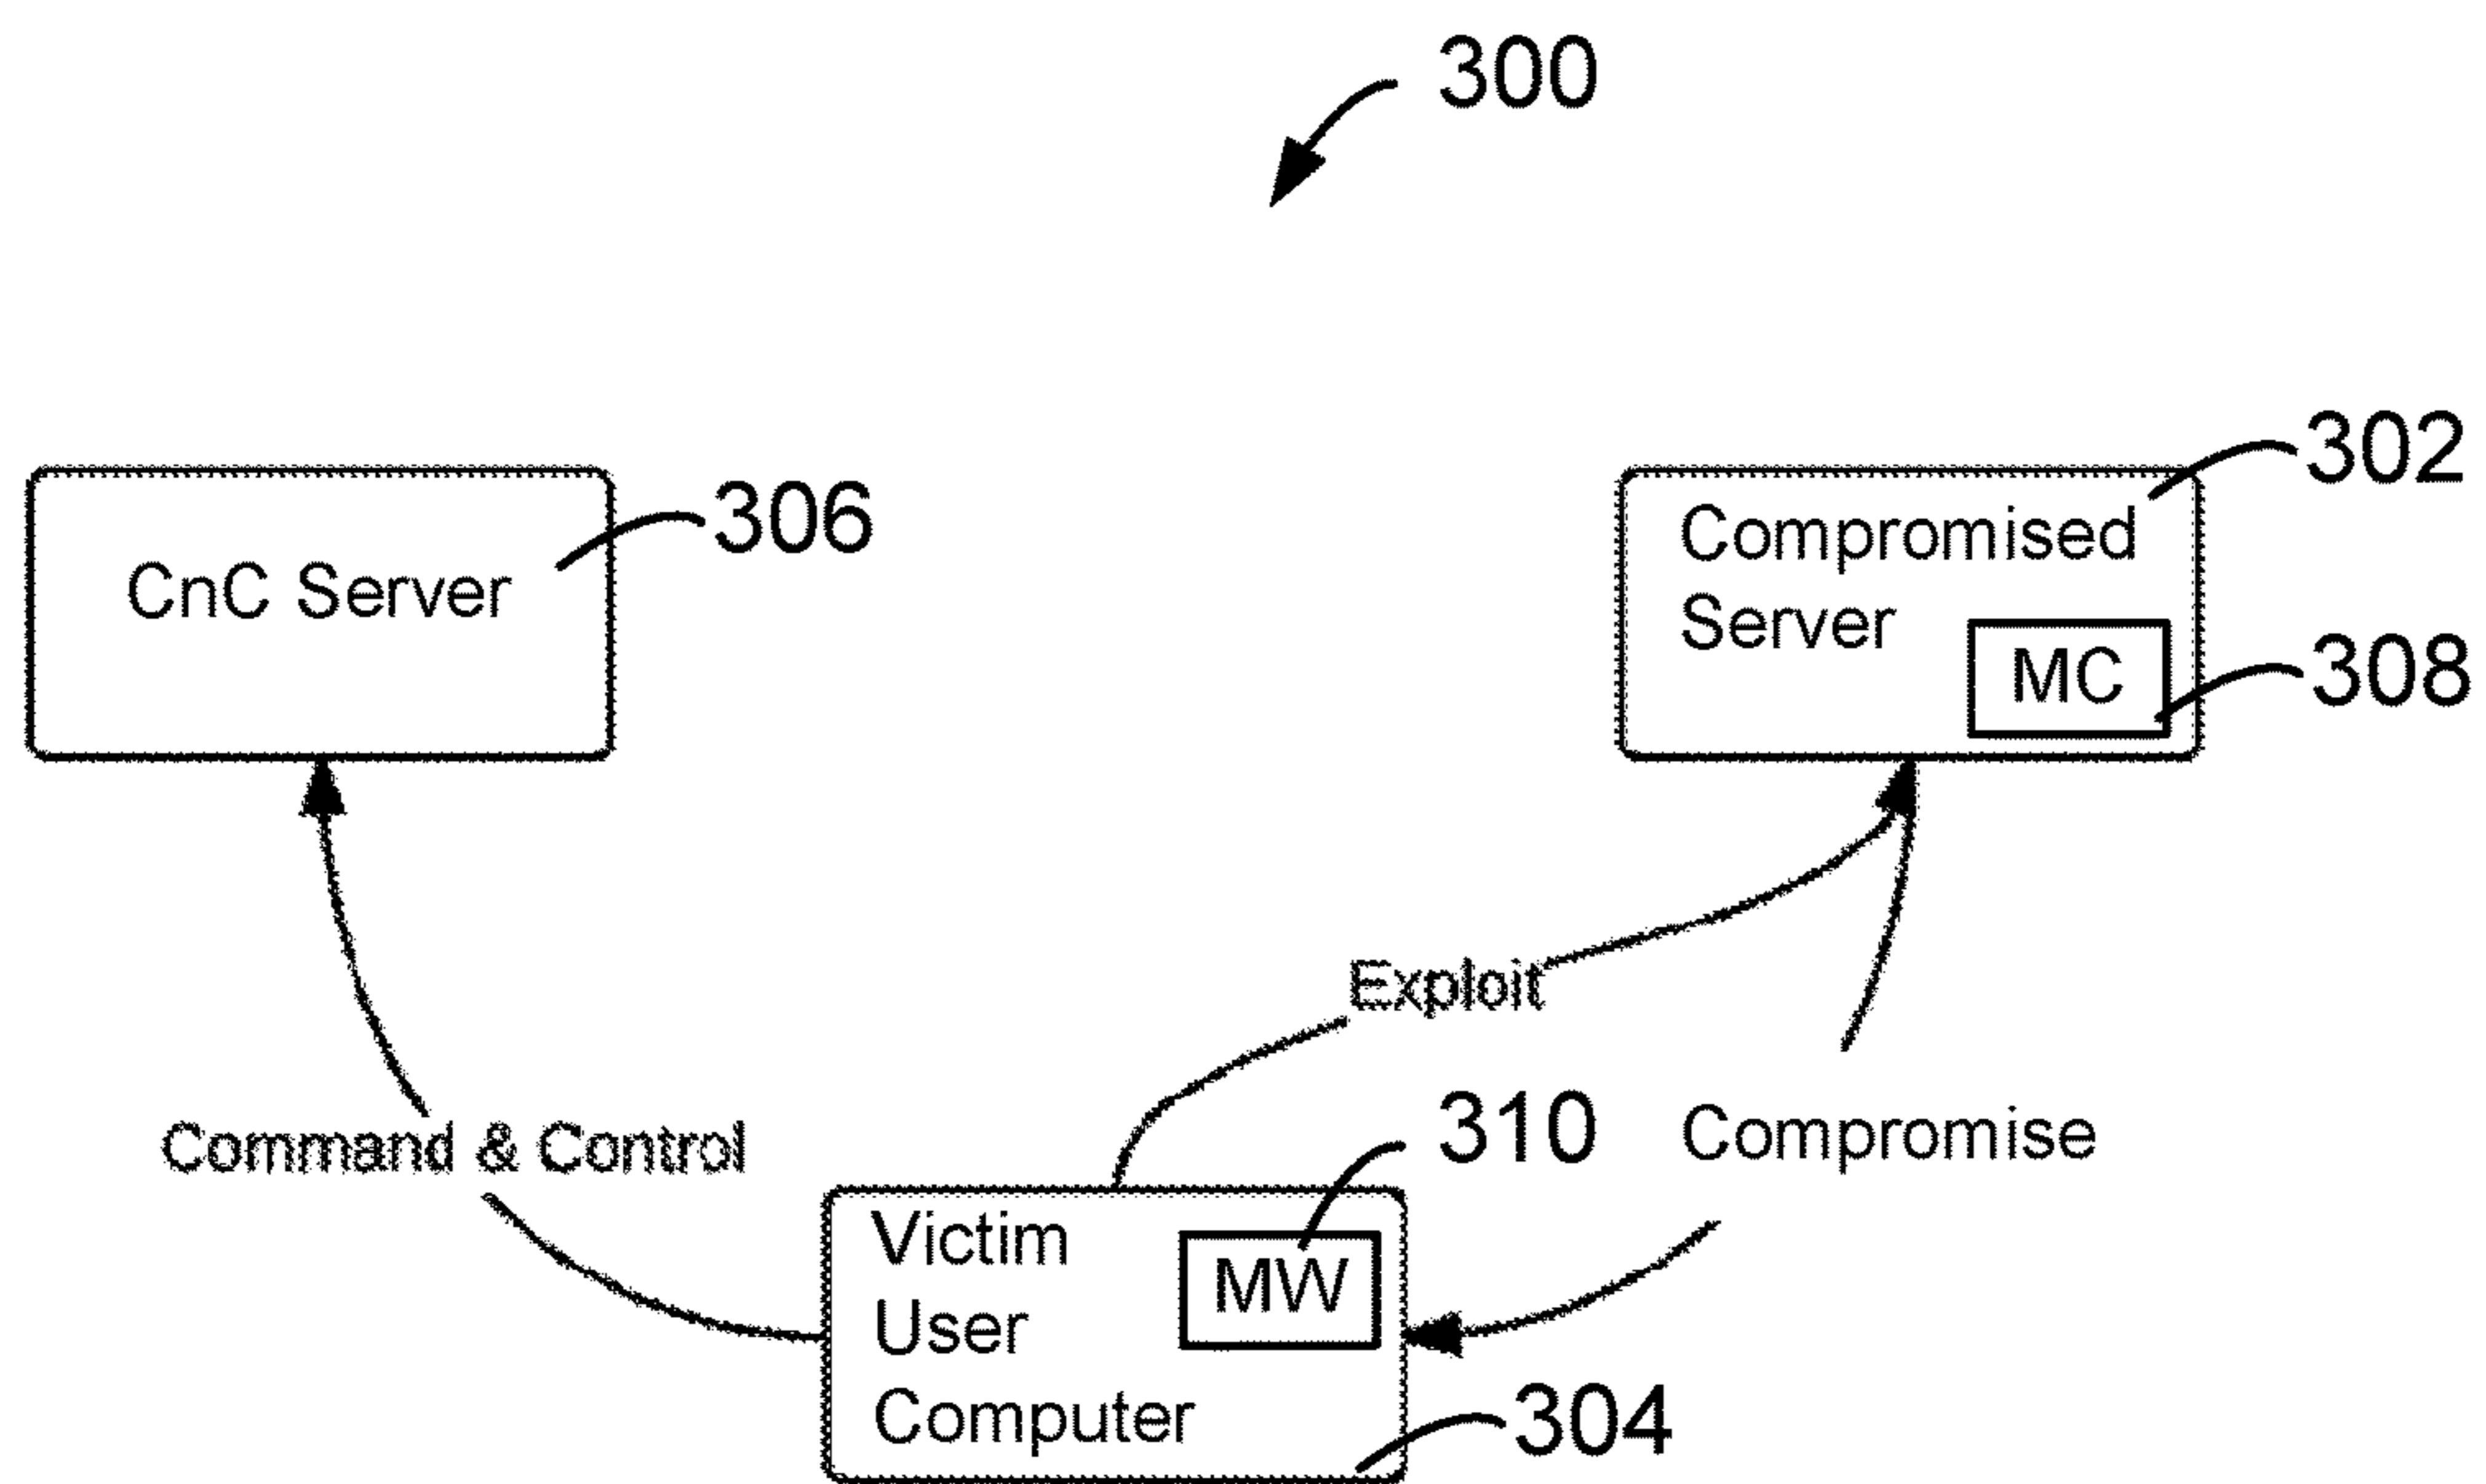 300
302
306
CnC Server
Compromised
Server
MC
308
Exploit
310
Compromise
Command & Control
Victim
User
Computer
MW
304